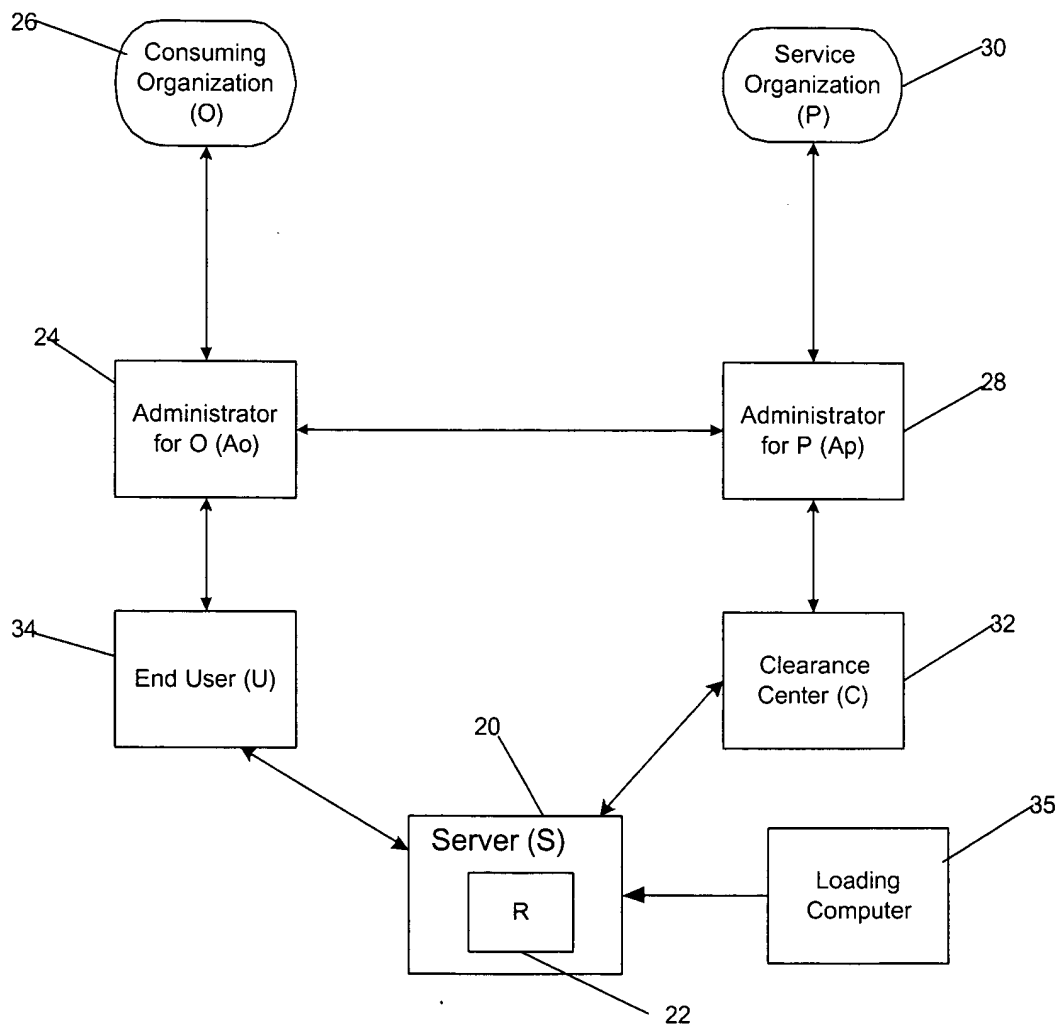 26
Consuming
Organization
(O)
Service
Organization
(P)
30
24
Administrator
for O (Ao)
Administrator
for P (Ap)
28
34
End User (U)
Clearance
Center (C)
32
20
Server (S)
R
22
Loading
Computer
35